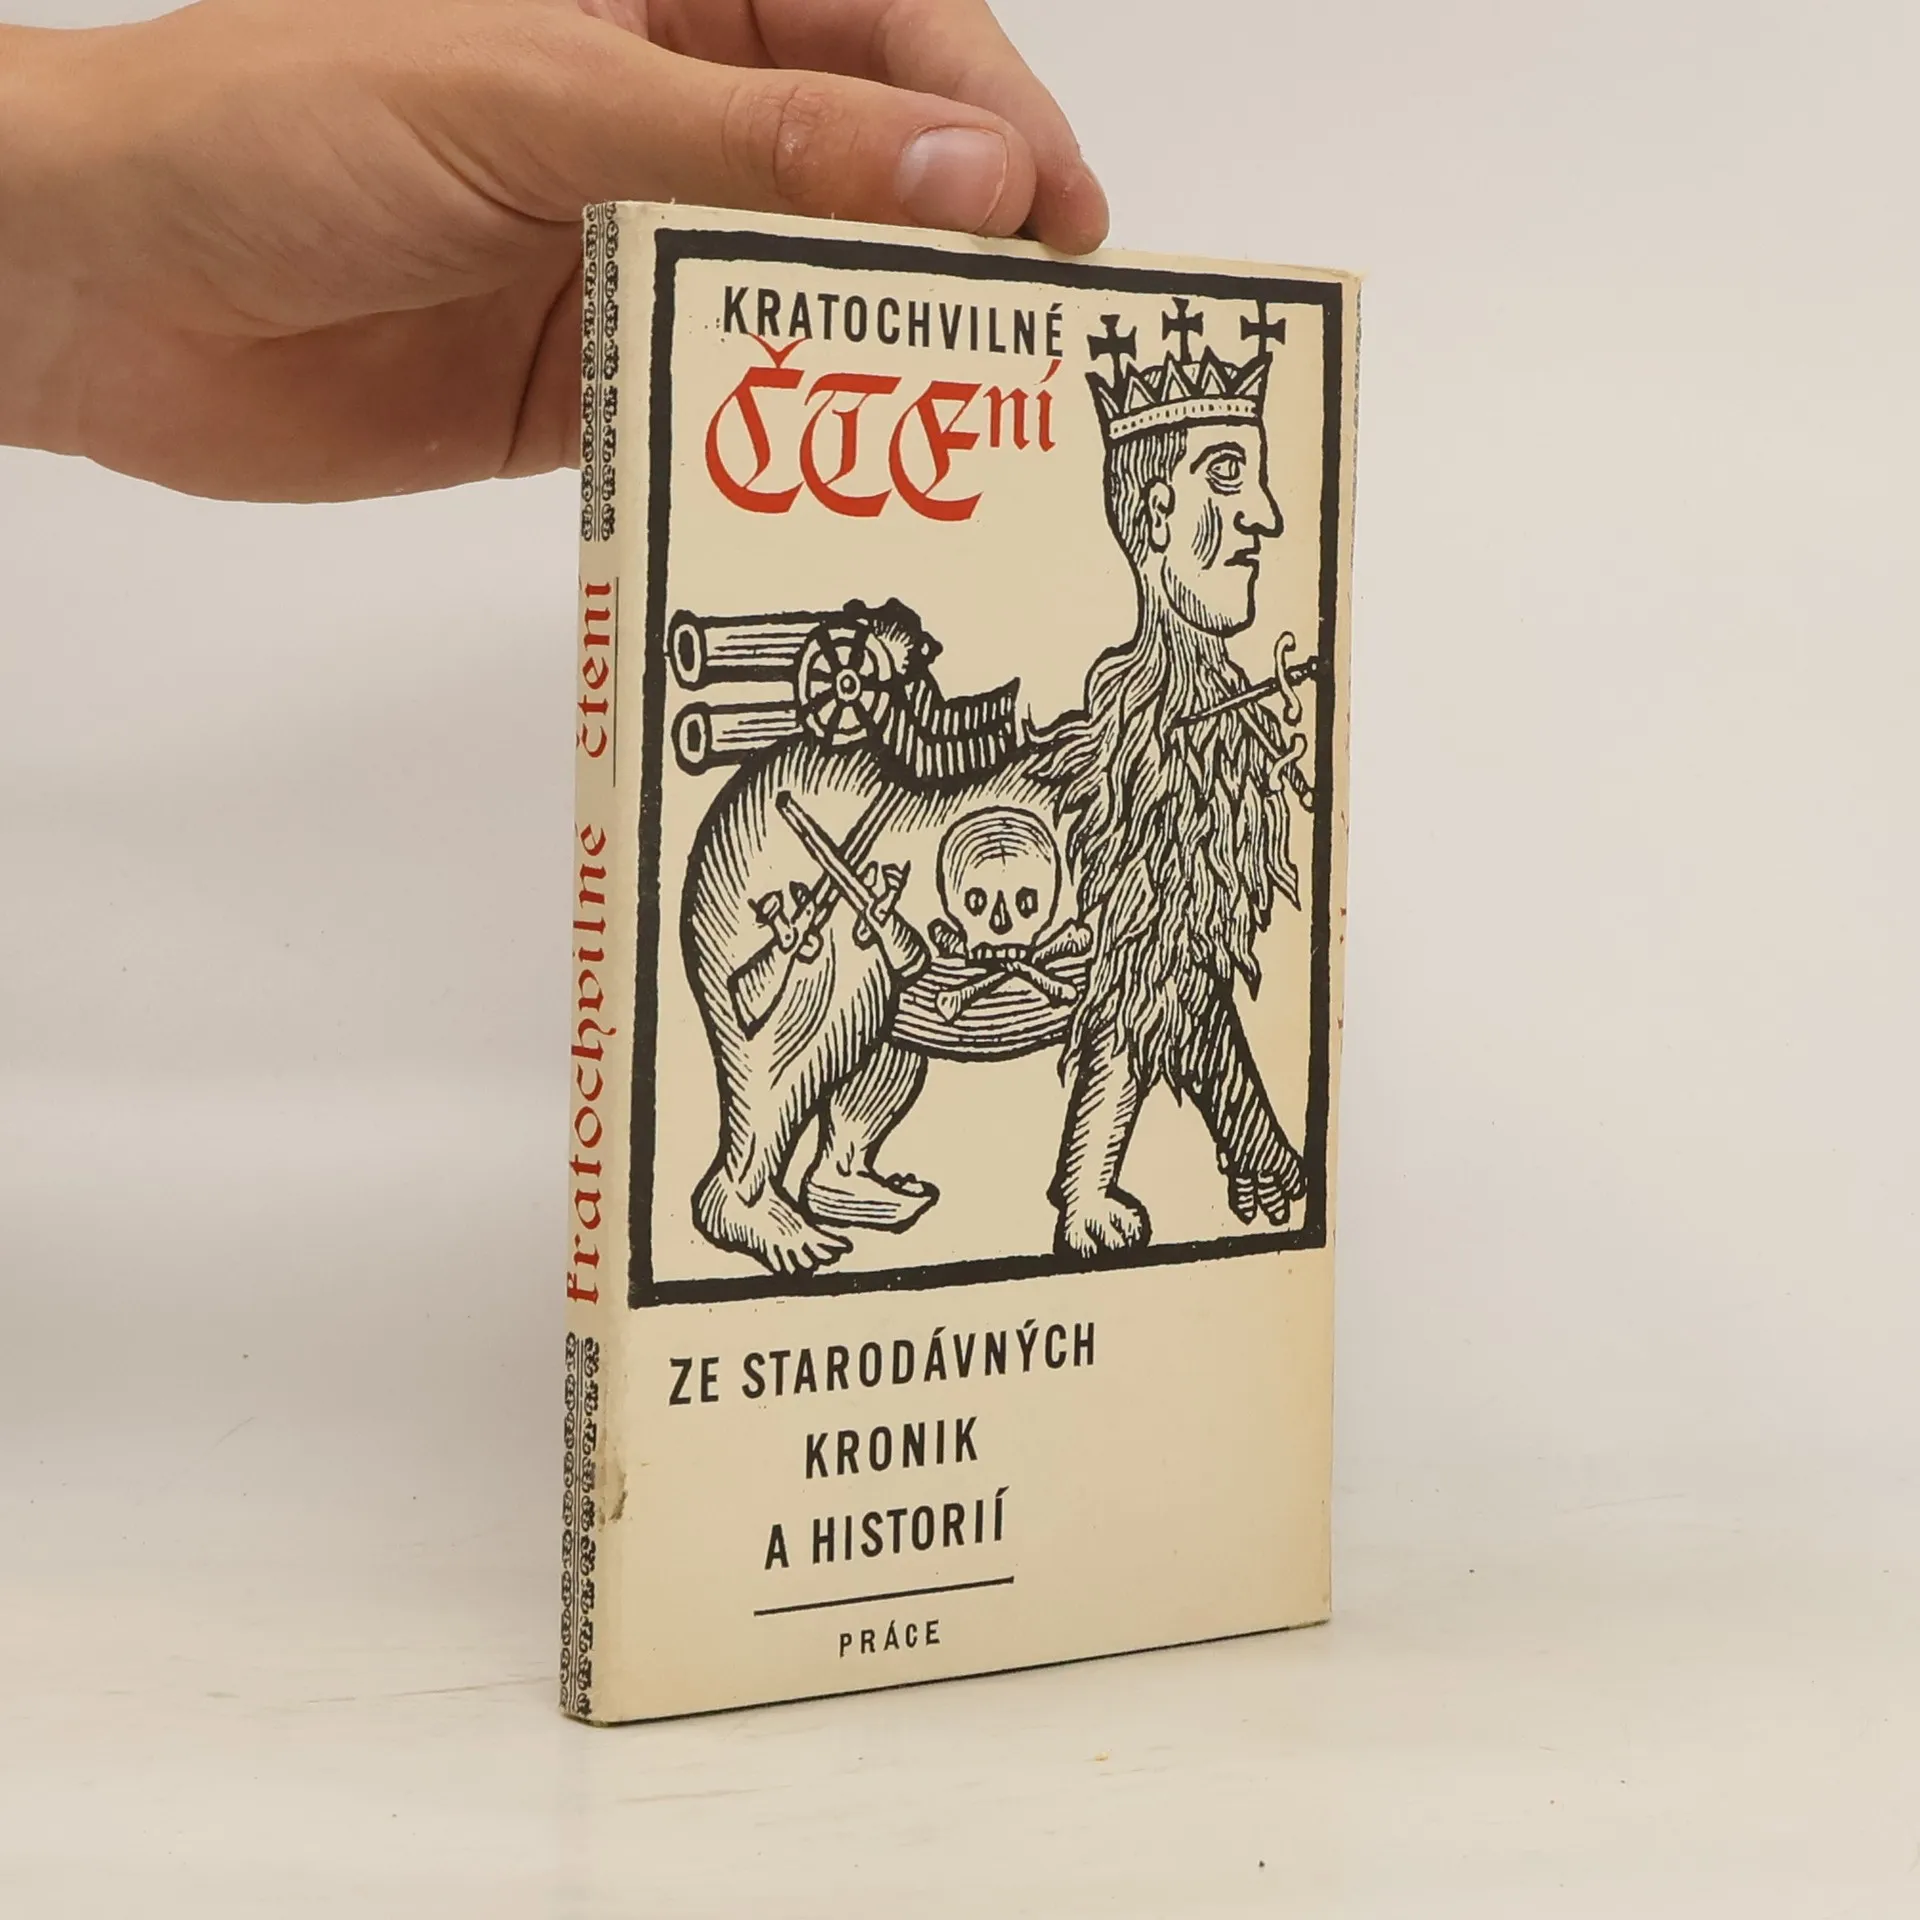 KRATOCHVILNÉ
ČTEní
ZE STARODÁVNÝCH
KRONIK
A HISTORIÍ
PRÁCE
kratochvilné čtení